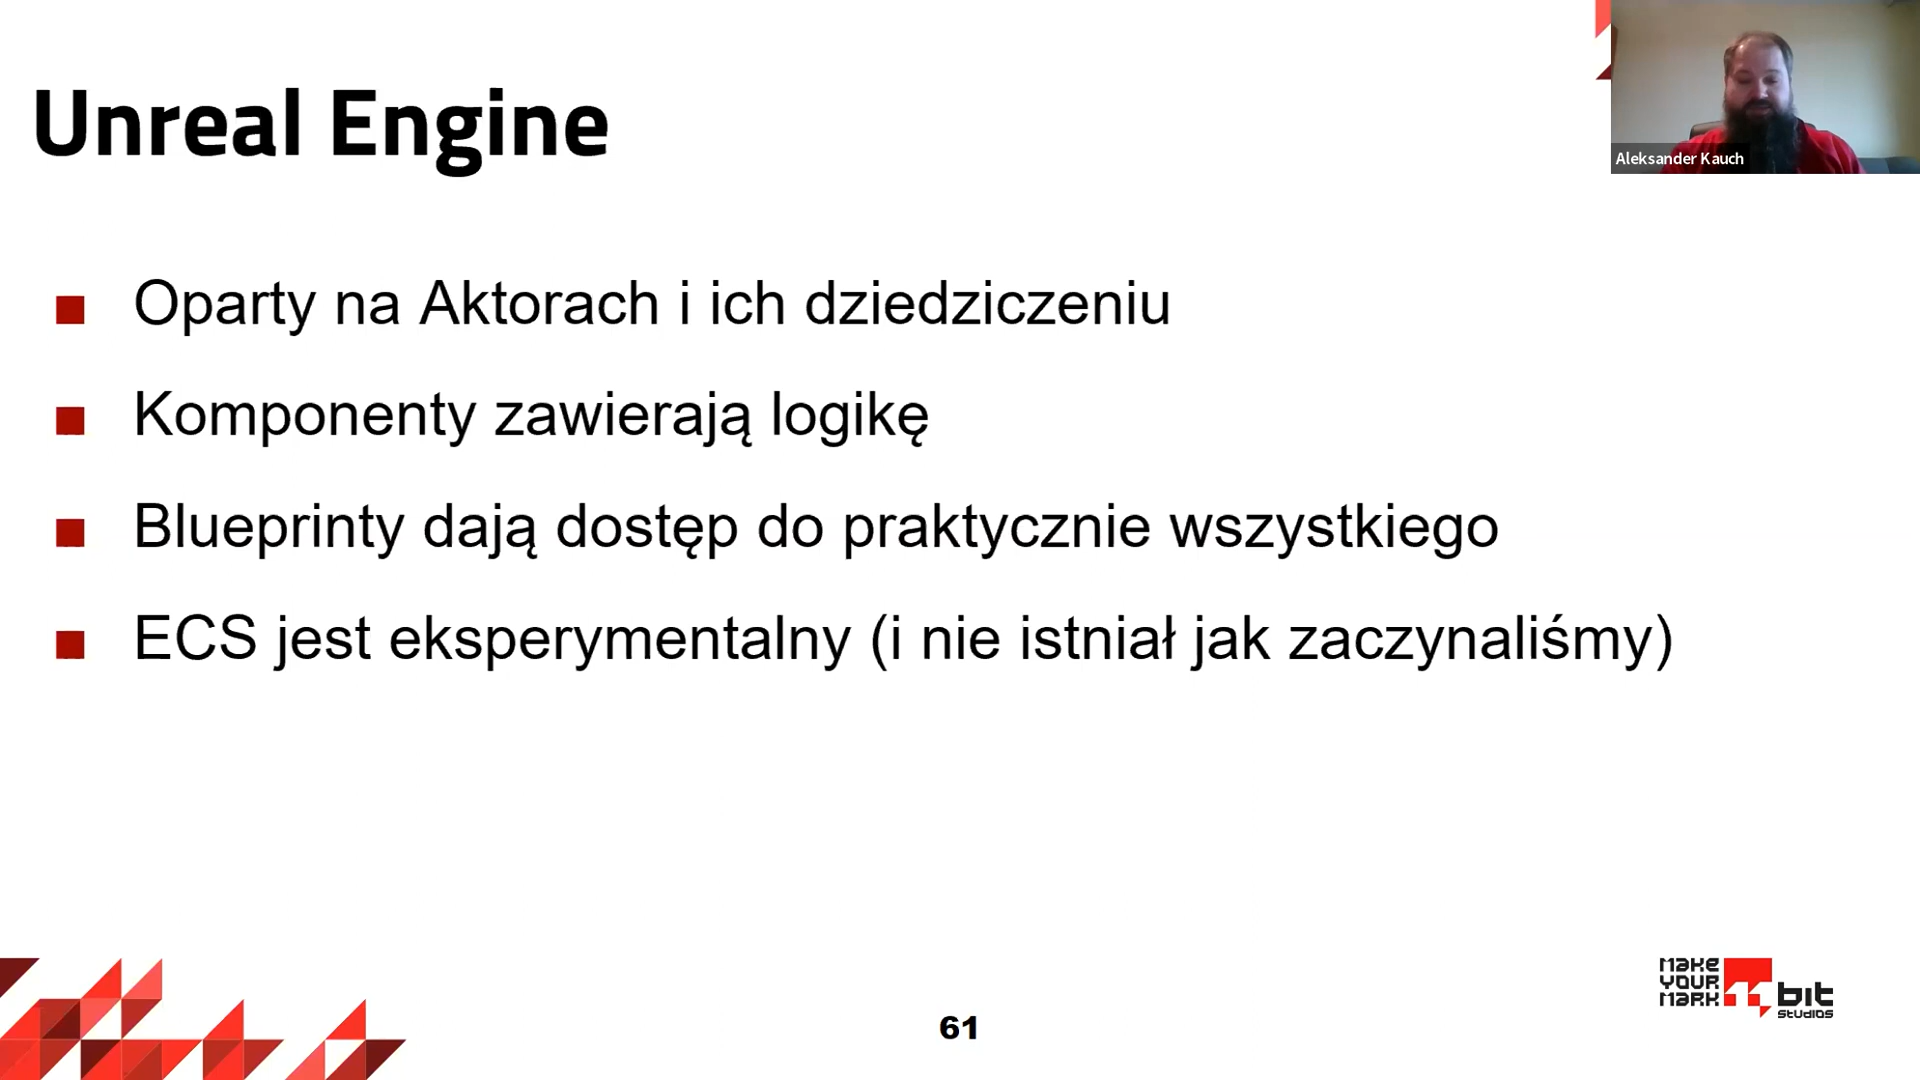 Unreal Engine
Aleksander Kauch
Oparty na Aktorach i ich dziedziczeniu
Komponenty zawierają logikę
Blueprinty dają dostęp do praktycznie wszystkiego
ECS jest eksperymentalny (i nie istniał jak zaczynaliśmy)
MAKE
YOUR
MARK
11 bit
STUDIOS
61